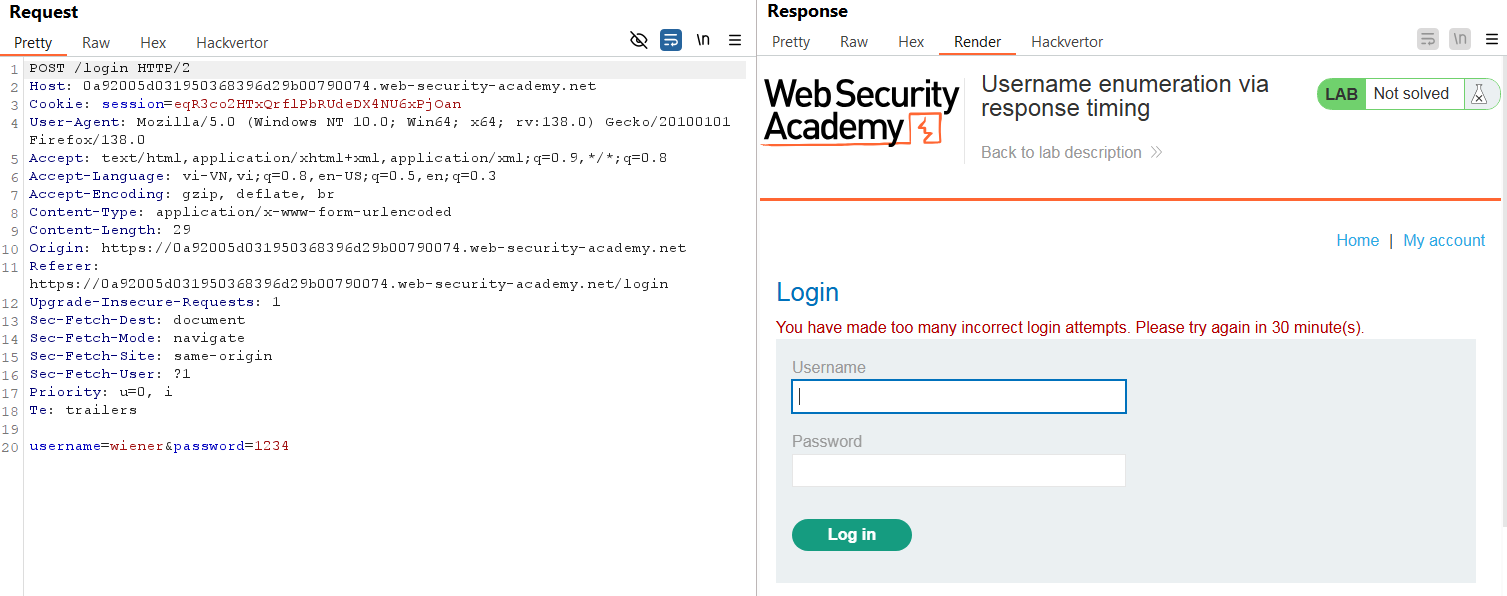 Request
Pretty Raw Hex Hackvertor
\n
1 POST /login HTTP/2
2 Host: 0a92005d031950368396d29b00790074.web-security-academy.net
3 Cookie: session=eqR3co2HTxQrflPbRUdeDX4NU6xPjOan
4 User-Agent: Mozilla/5.0 (Windows NT 10.0; Win64; x64; rv:138.0) Gecko/20100101
Firefox/138.0
5 Accept: text/html,application/xhtml+xml,application/xml;q=0.9,*/*;q=0.8
6 Accept-Language: vi-VN,vi;q=0.8,en-US;q=0.5,en;q=0.3
7 Accept-Encoding: gzip, deflate, br
8 Content-Type: application/x-www-form-urlencoded
9 Content-Length: 29
10 Origin: https://0a92005d031950368396d29b00790074.web-security-academy.net
11 Referer:
https://0a92005d031950368396d29b00790074.web-security-academy.net/login
12 Upgrade-Insecure-Requests: 1
13 Sec-Fetch-Dest: document
14 Sec-Fetch-Mode: navigate
15 Sec-Fetch-Site: same-origin
16 Sec-Fetch-User: ?1
17 Priority: u=0, i
18 Te: trailers
19
20 username=wiener&password=1234
Response
Pretty Raw Hex Render Hackvertor
\n
Web Security
Academy
Username enumeration via
response timing
LAB Not solved
Back to lab description
Home | My account
Login
You have made too many incorrect login attempts. Please try again in 30 minute(s).
Username
Password
Log in